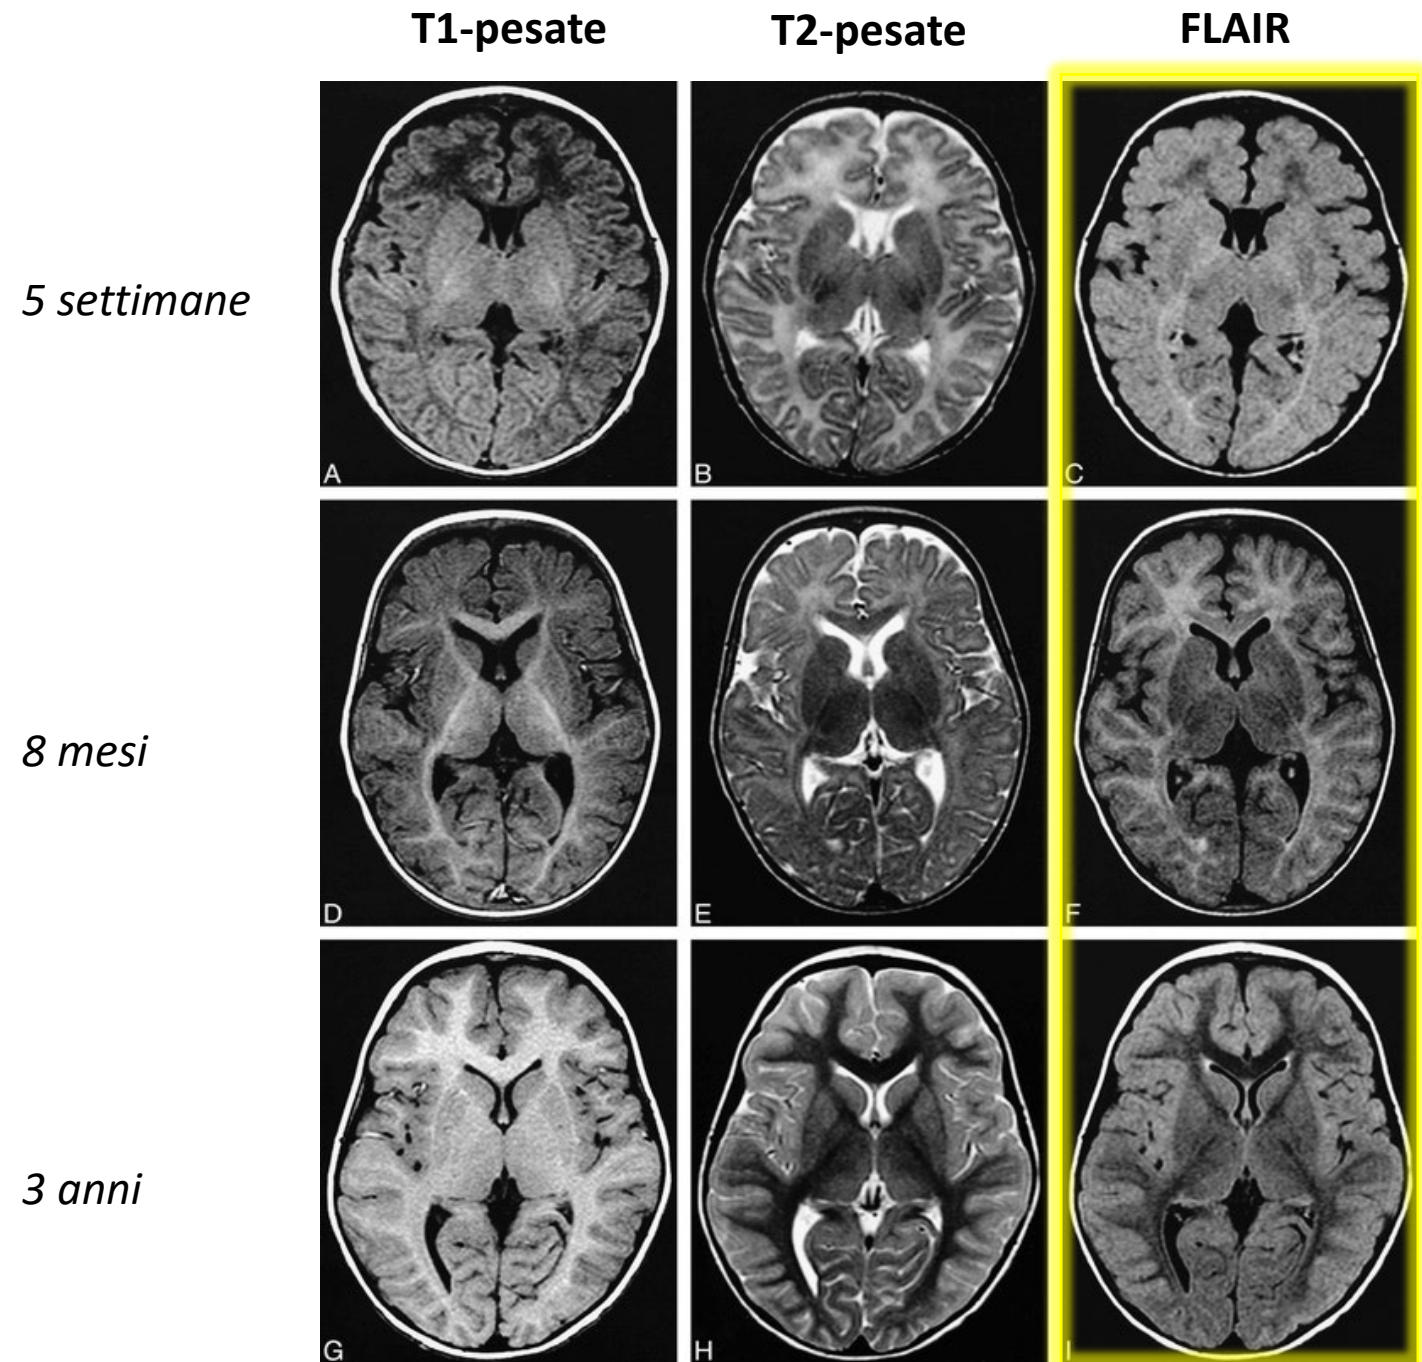 T1-pesate T2-pesate FLAIR
5 settimane
A B C
8 mesi
D E F
3 anni
G H I